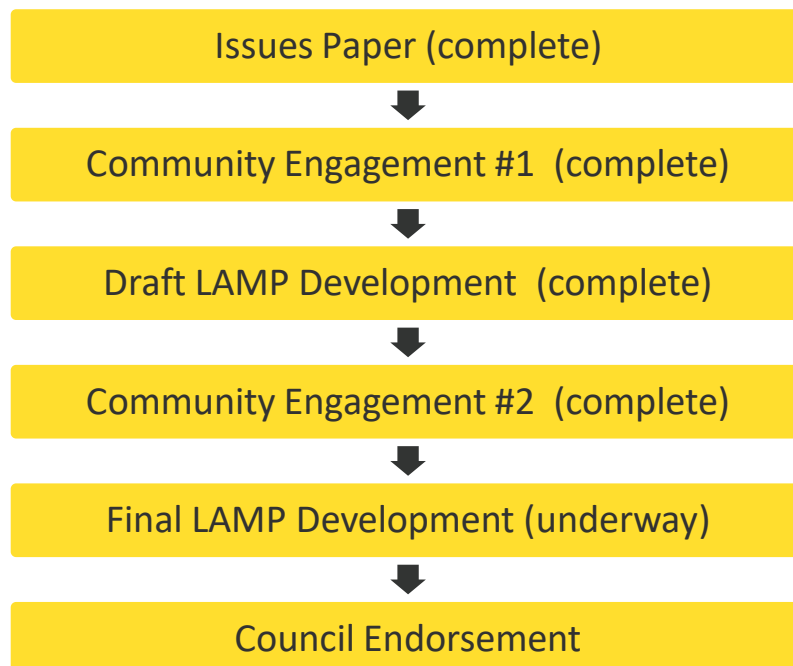 Issues Paper (complete)
Community Engagement #1 (complete)
Draft LAMP Development (complete)
Community Engagement #2 (complete)
Final LAMP Development (underway)
Council Endorsement